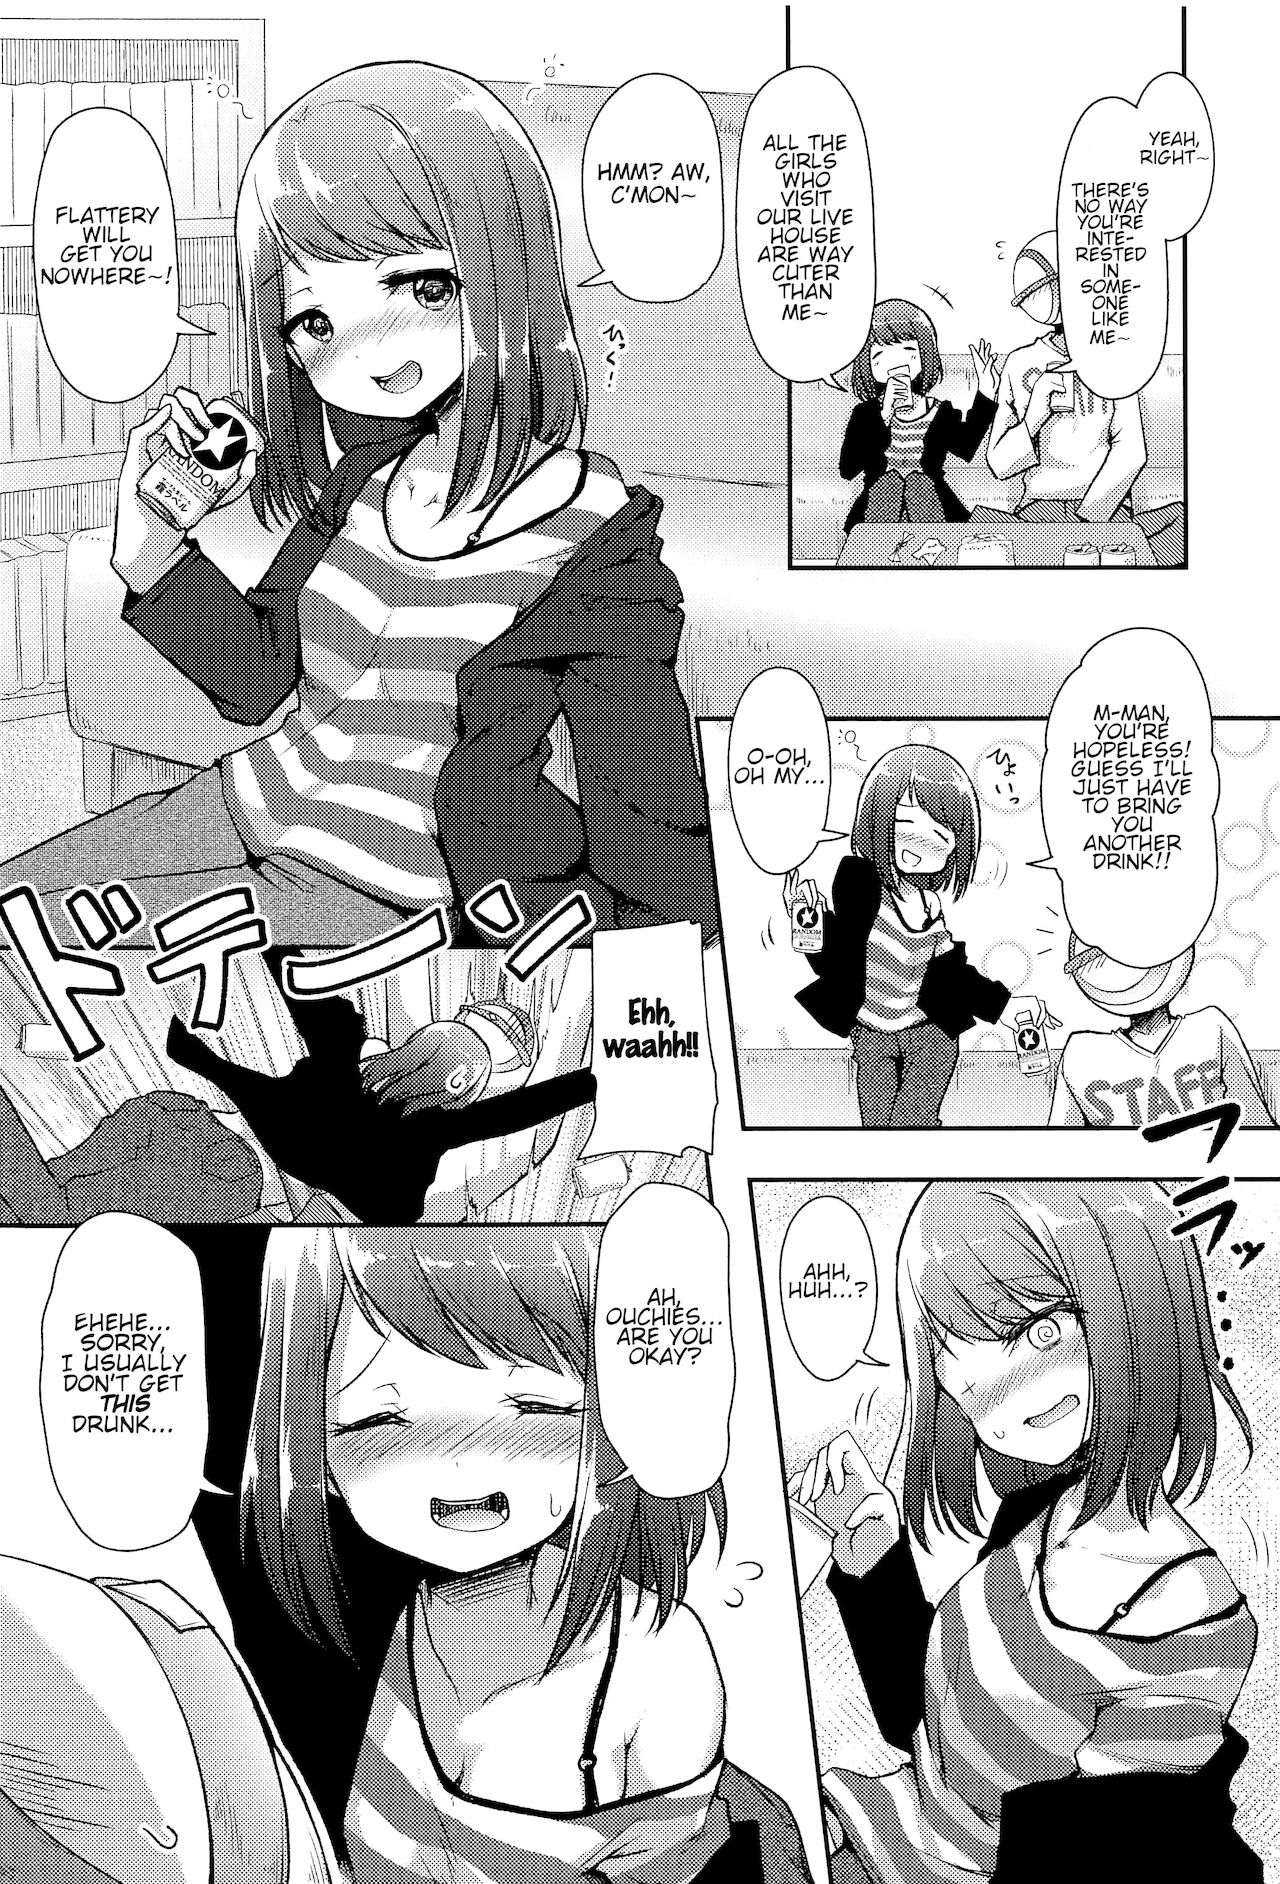 YEAH,
RIGHT~
THERE'S
NO WAY
YOU'RE
INTE-
RESTED
IN
SOME-
ONE
LIKE
ME~
ALL THE
GIRLS
WHO
VISIT
OUR LIVE
HOUSE
ARE WAY
CUTER
THAN
ME~
HMM? AW,
C'MON~
ひっく…
FLATTERY
WILL
GET YOU
NOWHERE~!
RANDOM
M-MAN,
YOU'RE
HOPELESS!
GUESS I'LL
JUST HAVE
TO BRING
YOU
ANOTHER
DRINK!!
ひょいっ
O-OH,
OH MY...
RANDOM
RANDOM
STAFF
フラッ
AHH,
HUH...?
Ehh,
waahh!!
ドテーン
AH,
OUCHIES...
ARE YOU
OKAY?
EHEHE...
SORRY,
I USUALLY
DON'T GET
THIS
DRUNK...